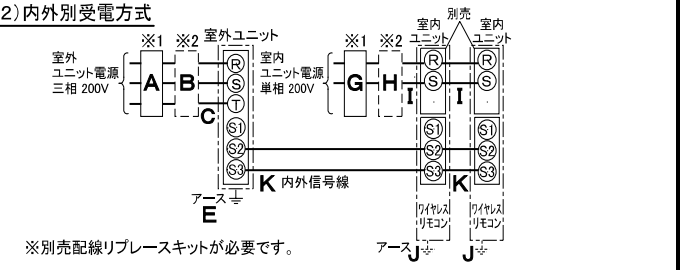 2)内外別受電方式
別売
※1 ※2 室外ユニット ※1 ※2 室内ユニット 室内ユニット
室外
ユニット電源
三相 200V
A B R S T
C
室内
ユニット電源
単相 200V
G H I R S I R S
S1 S1 S1
S2 S2 S2
S3 S3 S3
K 内外信号線 K
アース
E
ワイヤレス
リモコン
ワイヤレス
リモコン
※別売配線リプレースキットが必要です。
アース J J